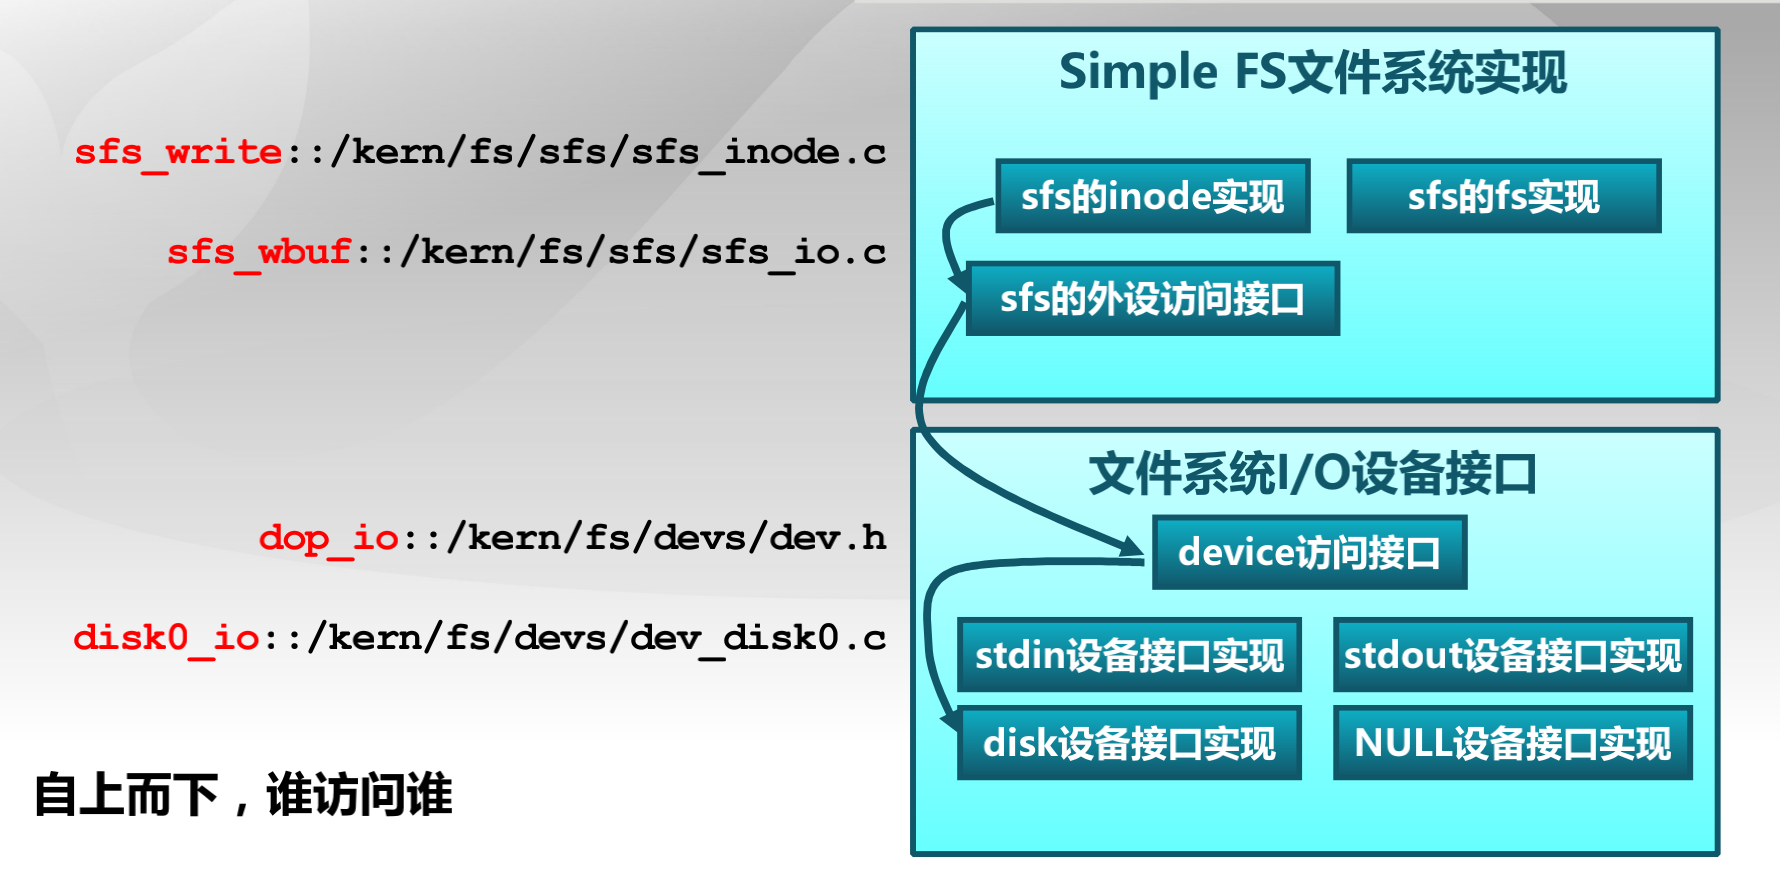 Simple FS文件系统实现
sfs_write::/kern/fs/sfs/sfs_inode.c
sfs的inode实现
sfs的fs实现
sfs_wbuf::/kern/fs/sfs/sfs_io.c
sfs的外设访问接口
文件系统I/O设备接口
dop_io::/kern/fs/devs/dev.h
device访问接口
disk0_io::/kern/fs/devs/dev_disk0.c
stdin设备接口实现
stdout设备接口实现
disk设备接口实现
NULL设备接口实现
自上而下，谁访问谁